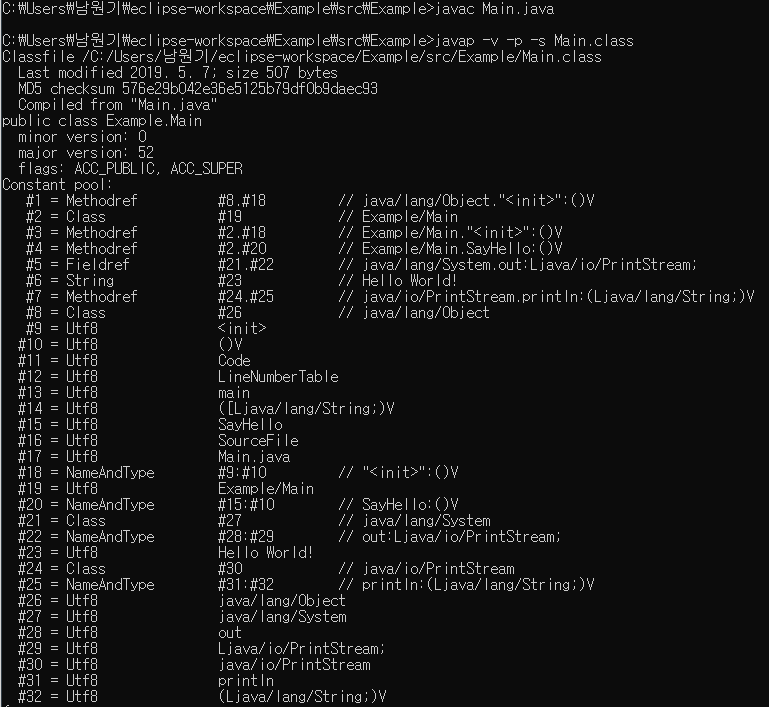 C:\Users\남원기\eclipse-workspace\Example\src\Example>javac Main.java
C:\Users\남원기\eclipse-workspace\Example\src\Example>javap -v -p -s Main.class
Classfile /C:/Users/남원기/eclipse-workspace/Example/src/Example/Main.class
  Last modified 2019. 5. 7; size 507 bytes
  MD5 checksum 576e29b042e36e5125b79df0b9daec93
  Compiled from "Main.java"
public class Example.Main
  minor version: 0
  major version: 52
  flags: ACC_PUBLIC, ACC_SUPER
Constant pool:
   #1 = Methodref          #8.#18         // java/lang/Object."<init>":()V
   #2 = Class              #19            // Example/Main
   #3 = Methodref          #2.#18         // Example/Main."<init>":()V
   #4 = Methodref          #2.#20         // Example/Main.SayHello:()V
   #5 = Fieldref           #21.#22        // java/lang/System.out:Ljava/io/PrintStream;
   #6 = String             #23            // Hello World!
   #7 = Methodref          #24.#25        // java/io/PrintStream.println:(Ljava/lang/String;)V
   #8 = Class              #26            // java/lang/Object
   #9 = Utf8               <init>
  #10 = Utf8               ()V
  #11 = Utf8               Code
  #12 = Utf8               LineNumberTable
  #13 = Utf8               main
  #14 = Utf8               ([Ljava/lang/String;)V
  #15 = Utf8               SayHello
  #16 = Utf8               SourceFile
  #17 = Utf8               Main.java
  #18 = NameAndType        #9:#10         // "<init>":()V
  #19 = Utf8               Example/Main
  #20 = NameAndType        #15:#10        // SayHello:()V
  #21 = Class              #27            // java/lang/System
  #22 = NameAndType        #28:#29        // out:Ljava/io/PrintStream;
  #23 = Utf8               Hello World!
  #24 = Class              #30            // java/io/PrintStream
  #25 = NameAndType        #31:#32        // println:(Ljava/lang/String;)V
  #26 = Utf8               java/lang/Object
  #27 = Utf8               java/lang/System
  #28 = Utf8               out
  #29 = Utf8               Ljava/io/PrintStream;
  #30 = Utf8               java/io/PrintStream
  #31 = Utf8               println
  #32 = Utf8               (Ljava/lang/String;)V